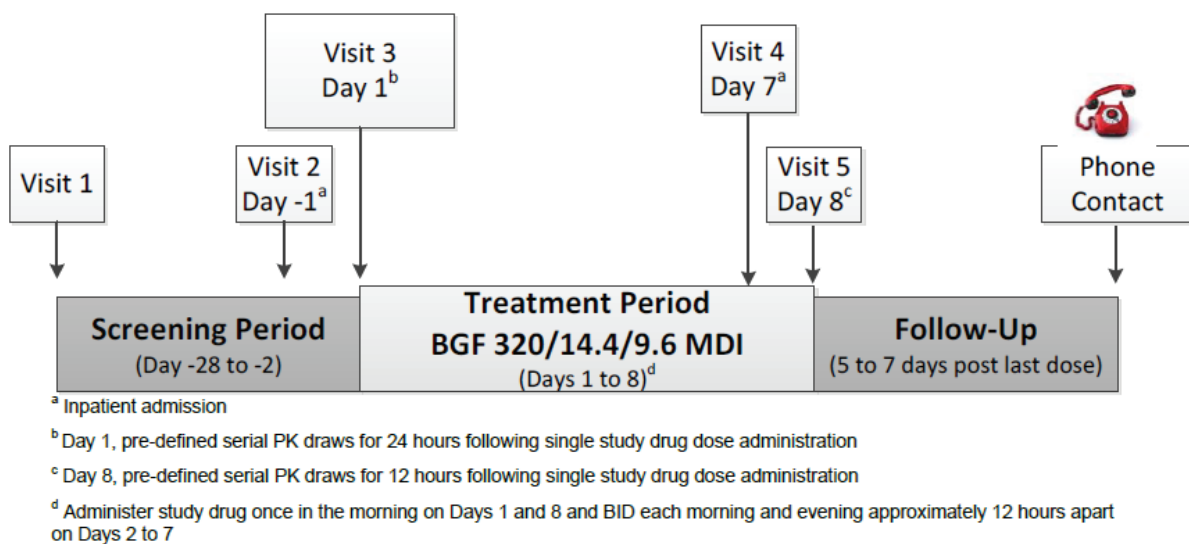 Visit 1
Visit 2
Day -1ᵃ
Visit 3
Day 1ᵇ
Visit 4
Day 7ᵃ
Visit 5
Day 8ᶜ
Phone
Contact
Screening Period
(Day -28 to -2)
Treatment Period
BGF 320/14.4/9.6 MDI
(Days 1 to 8)ᵈ
Follow-Up
(5 to 7 days post last dose)
ᵃ Inpatient admission
ᵇ Day 1, pre-defined serial PK draws for 24 hours following single study drug dose administration
ᶜ Day 8, pre-defined serial PK draws for 12 hours following single study drug dose administration
ᵈ Administer study drug once in the morning on Days 1 and 8 and BID each morning and evening approximately 12 hours apart
on Days 2 to 7